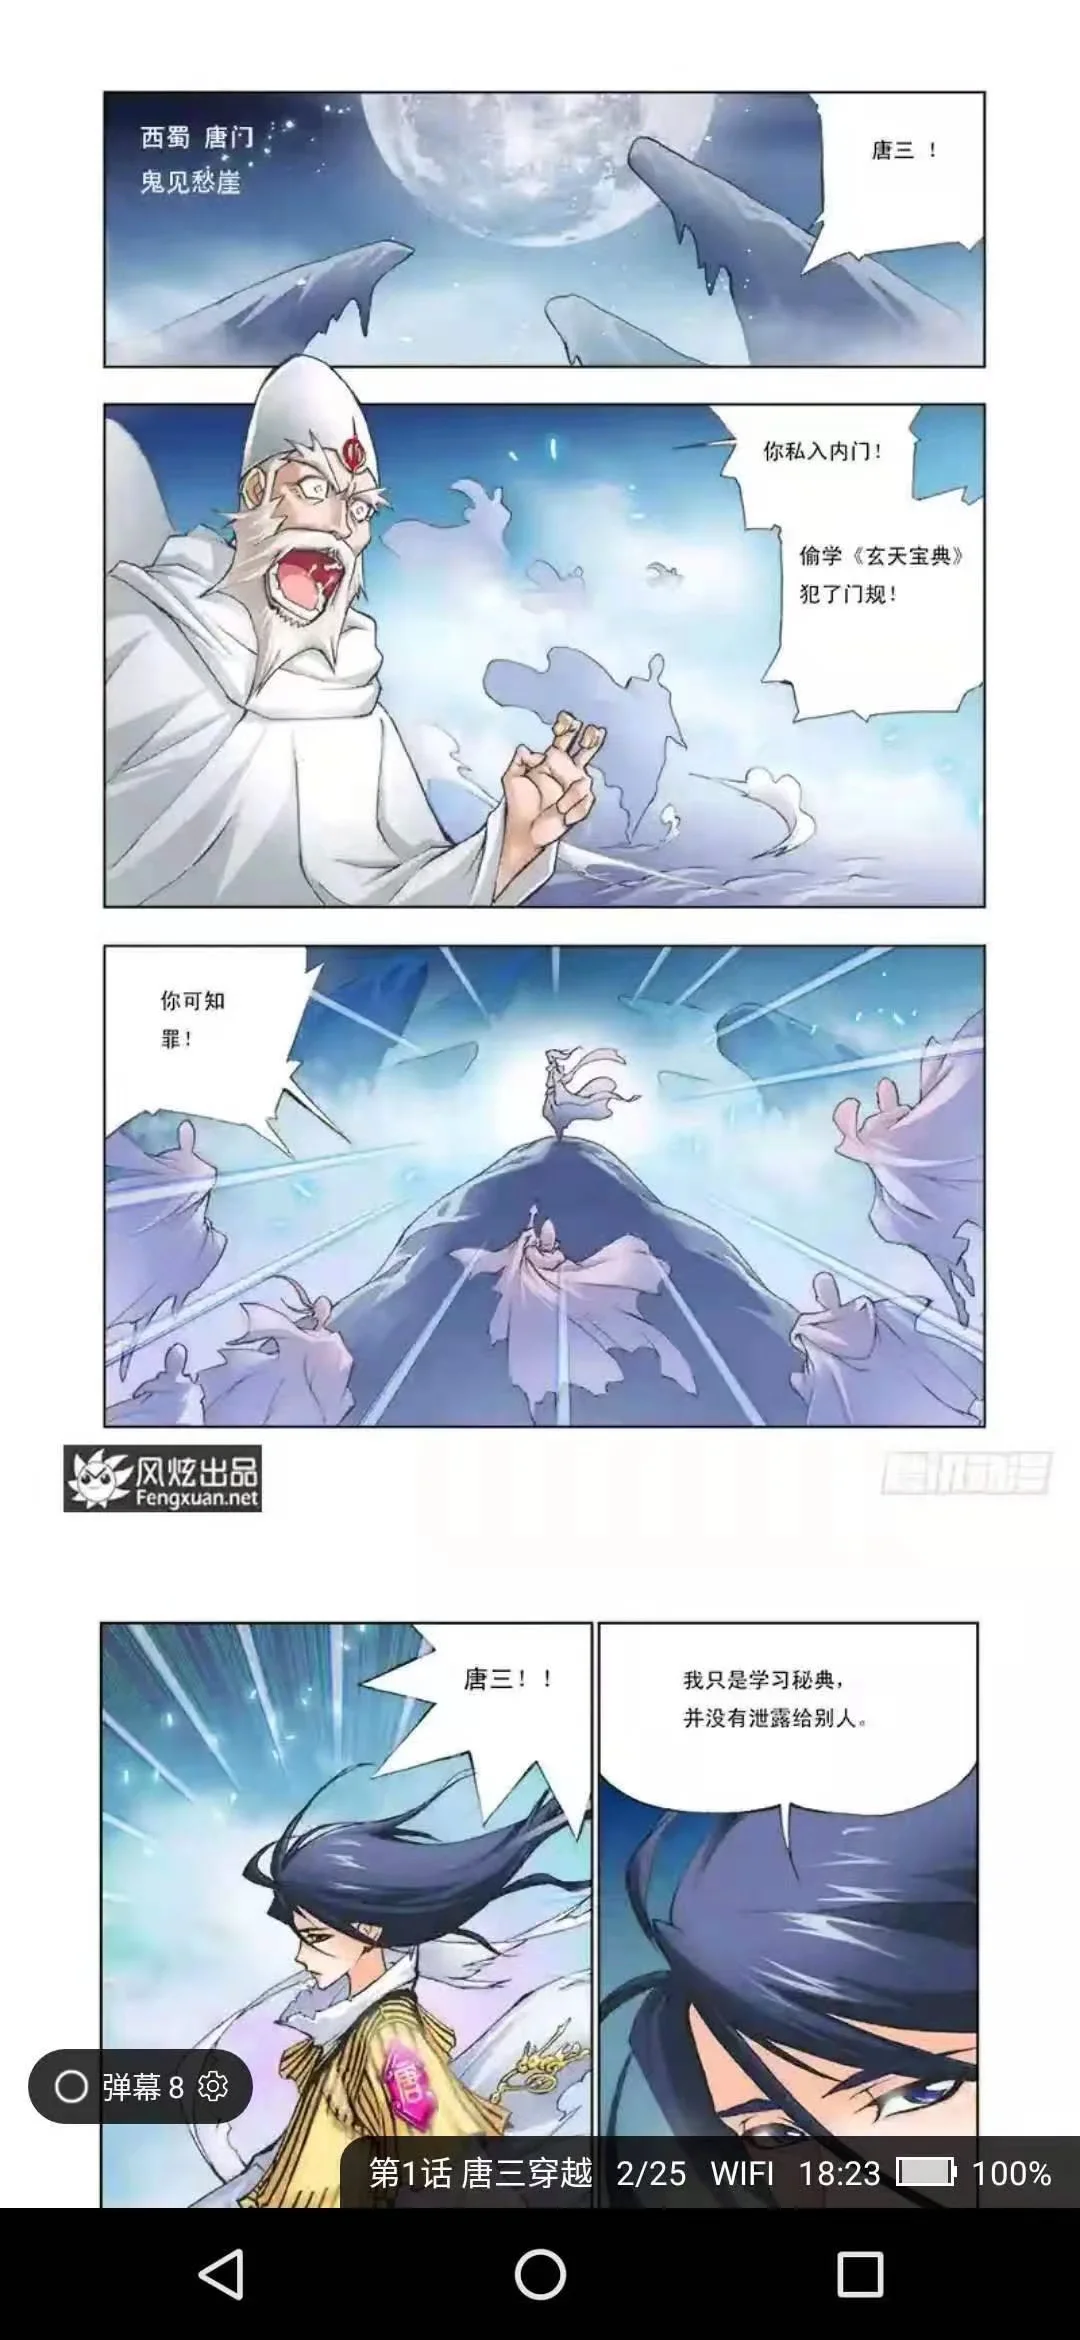 西蜀 唐门
鬼见愁崖
唐三 !
你私入内门!
偷学《玄天宝典》
犯了门规!
你可知
罪!
风炫出品
Fengxuan.net
唐三! !
我只是学习秘典,
并没有泄露给别人。
唐
弹幕 8
第1话 唐三穿越 2/25 WIFI 18:23 100%